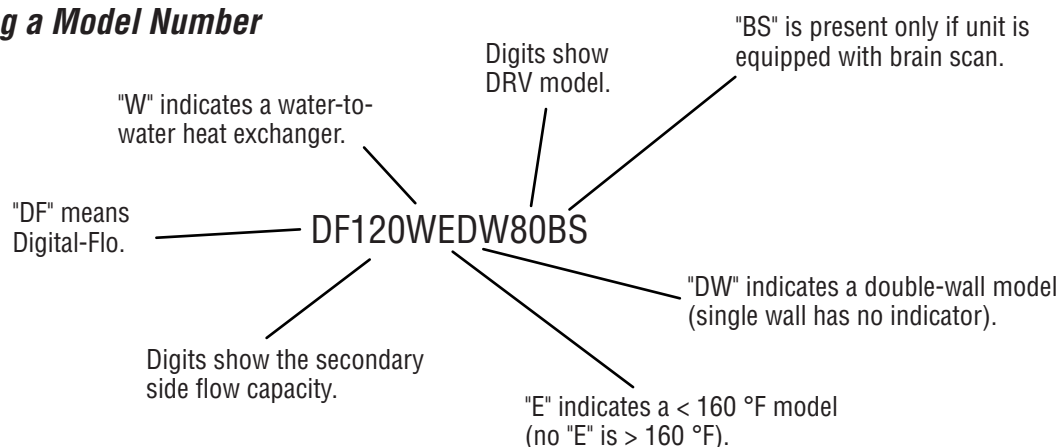 g a Model Number
"BS" is present only if unit is
equipped with brain scan.
Digits show
DRV model.
"W" indicates a water-to-
water heat exchanger.
"DF" means
Digital-Flo.
DF120WEDW80BS
"DW" indicates a double-wall model
(single wall has no indicator).
Digits show the secondary
side flow capacity.
"E" indicates a < 160 °F model
(no "E" is > 160 °F).